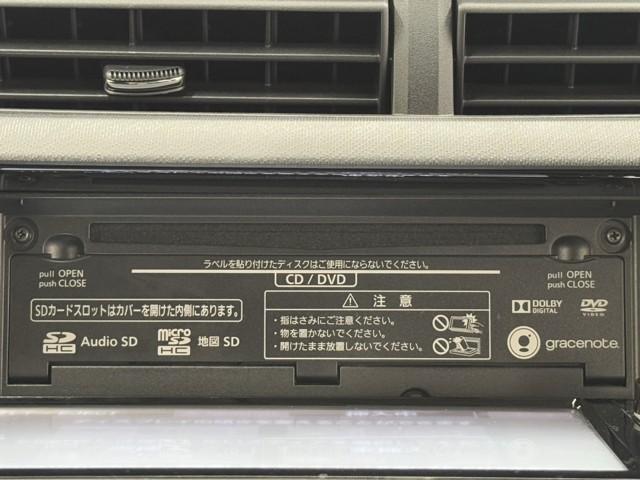 ラベルを貼り付けたディスクはご使用にならないでください。
CD / DVD
pull OPEN
push CLOSE
pull OPEN
push CLOSE
SDカードスロットはカバーを開けた内側にあります。
SD HC Audio SD
micro SD HC 地図 SD
注 意
・指はさみにご注意ください。
・物を置かないでください。
・開けたまま放置しないでください。
DOLBY
DIGITAL
DVD
VIDEO
gracenote.